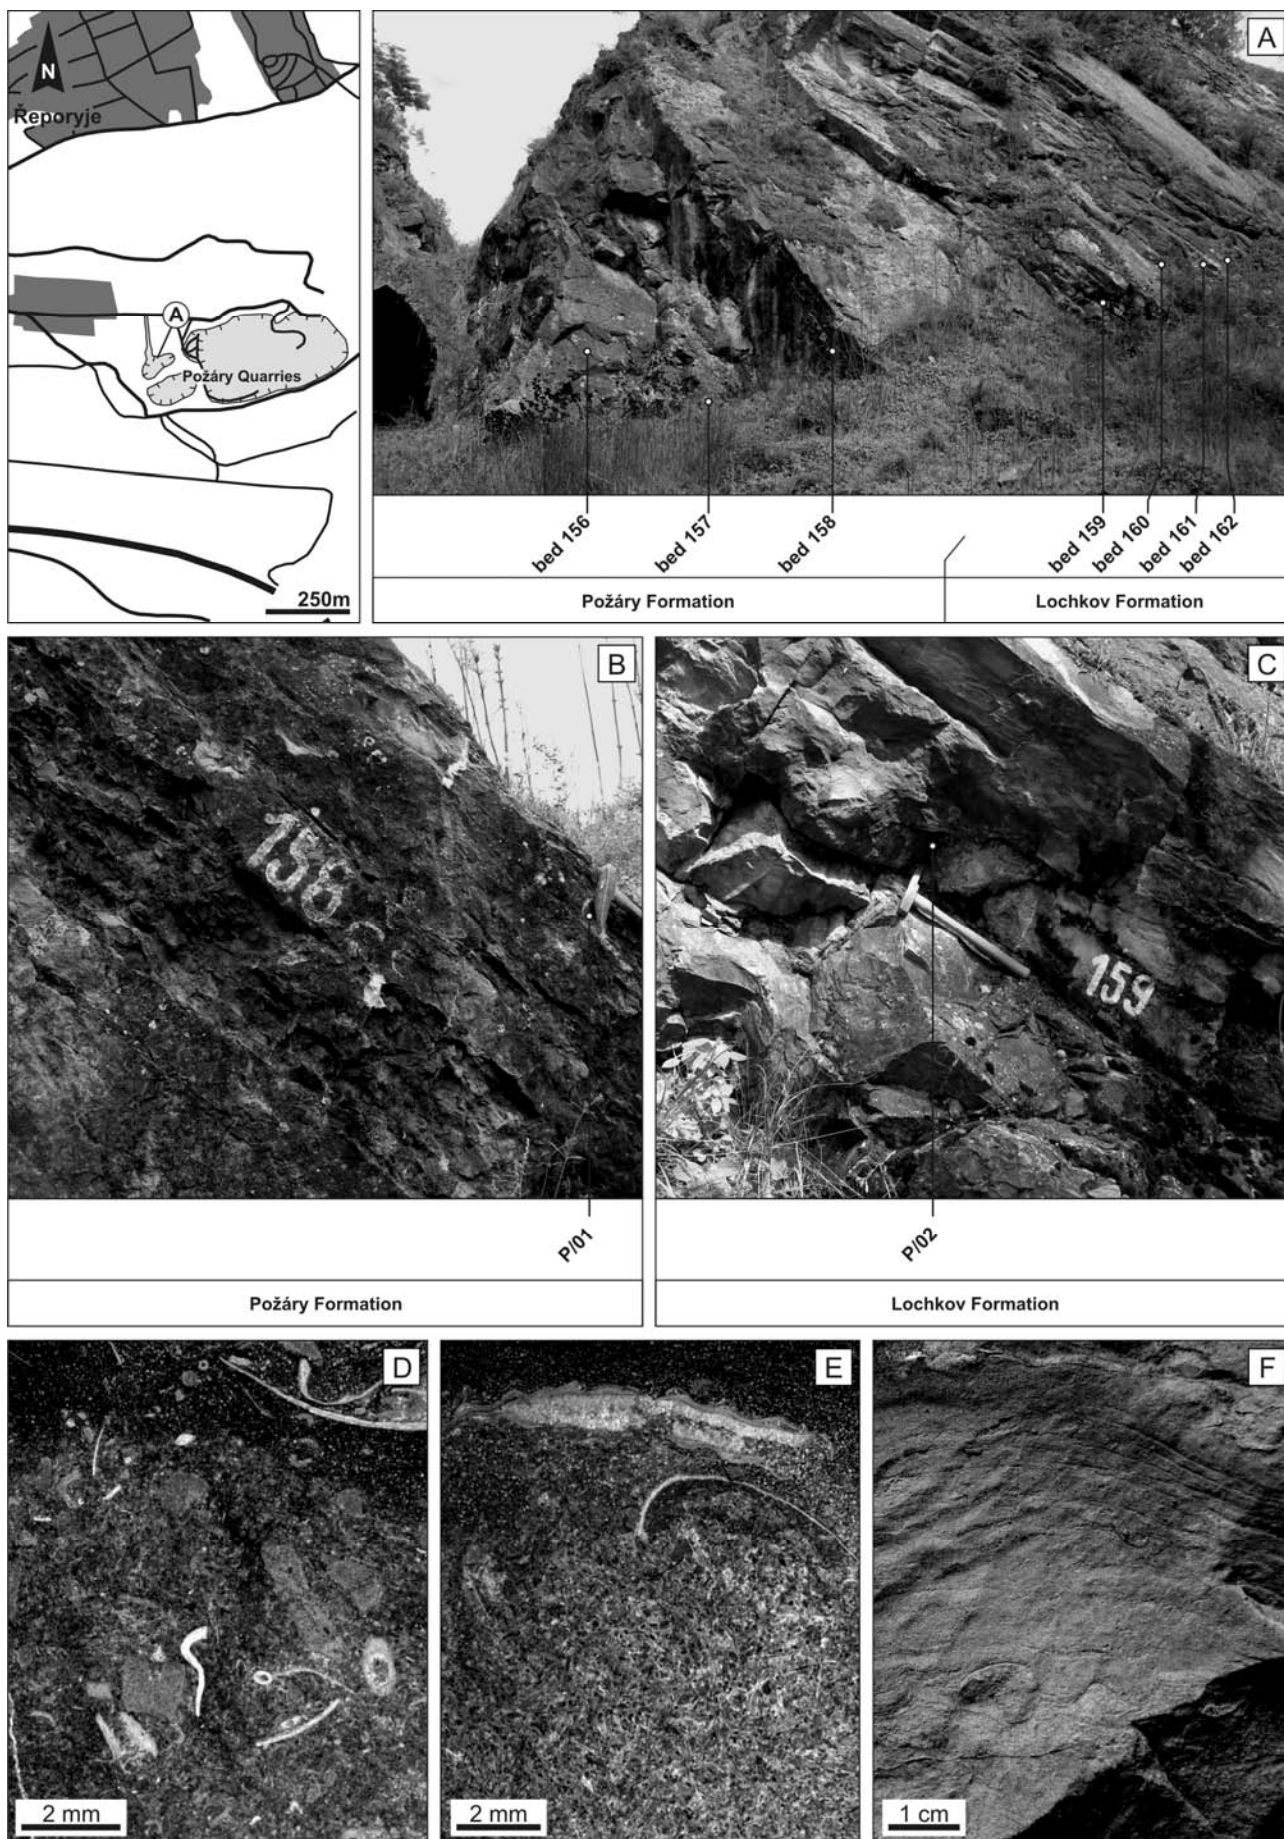 N
Řeporyje
A
Požáry Quarries
250m
A
bed 156
bed 157
bed 158
bed 159
bed 160
bed 161
bed 162
Požáry Formation
Lochkov Formation
B
158
P/01
Požáry Formation
C
159
P/02
Lochkov Formation
D
2 mm
E
2 mm
F
1 cm